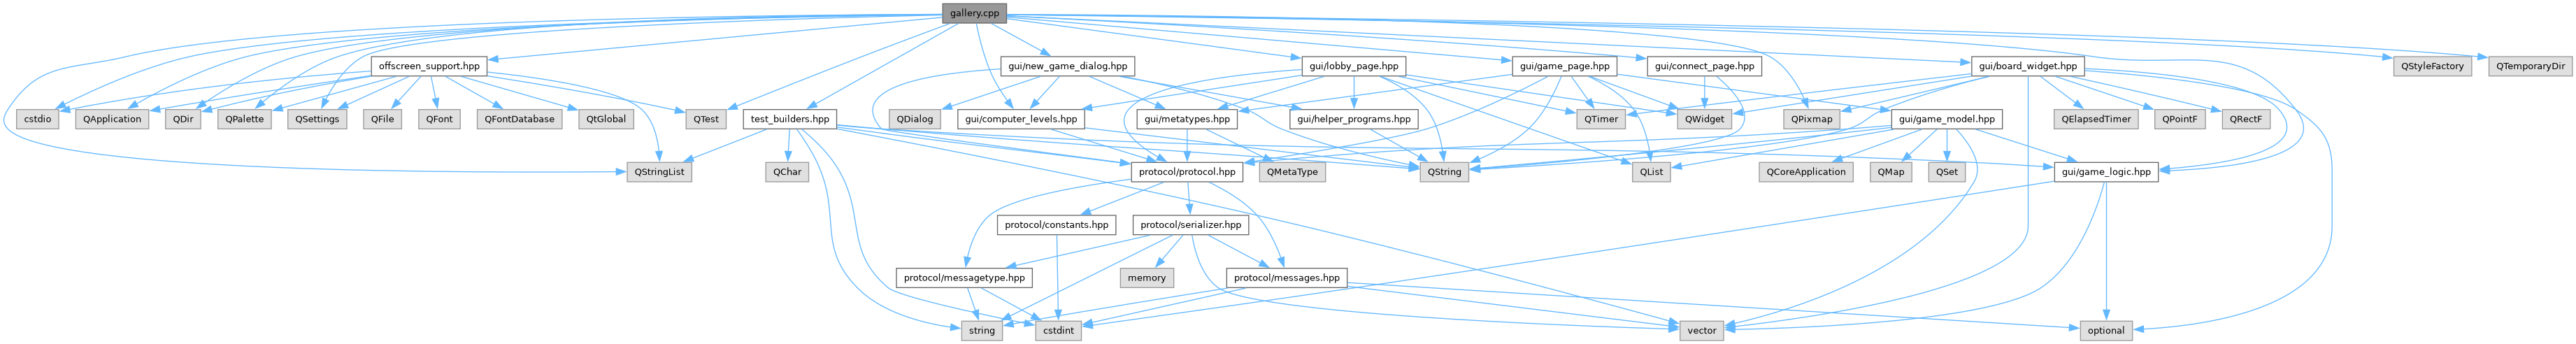 gallery.cpp
offscreen_support.hpp
gui/new_game_dialog.hpp
gui/lobby_page.hpp
gui/game_page.hpp
gui/connect_page.hpp
gui/board_widget.hpp
QStyleFactory
QTemporaryDir
cstdio
QApplication
QDir
QPalette
QSettings
QFile
QFont
QFontDatabase
QtGlobal
QTest
test_builders.hpp
QDialog
gui/computer_levels.hpp
gui/metatypes.hpp
gui/helper_programs.hpp
QTimer
QWidget
QPixmap
gui/game_model.hpp
QElapsedTimer
QPointF
QRectF
QStringList
QChar
protocol/protocol.hpp
QMetaType
QString
QList
QCoreApplication
QMap
QSet
gui/game_logic.hpp
protocol/constants.hpp
protocol/serializer.hpp
protocol/messagetype.hpp
memory
protocol/messages.hpp
string
cstdint
vector
optional